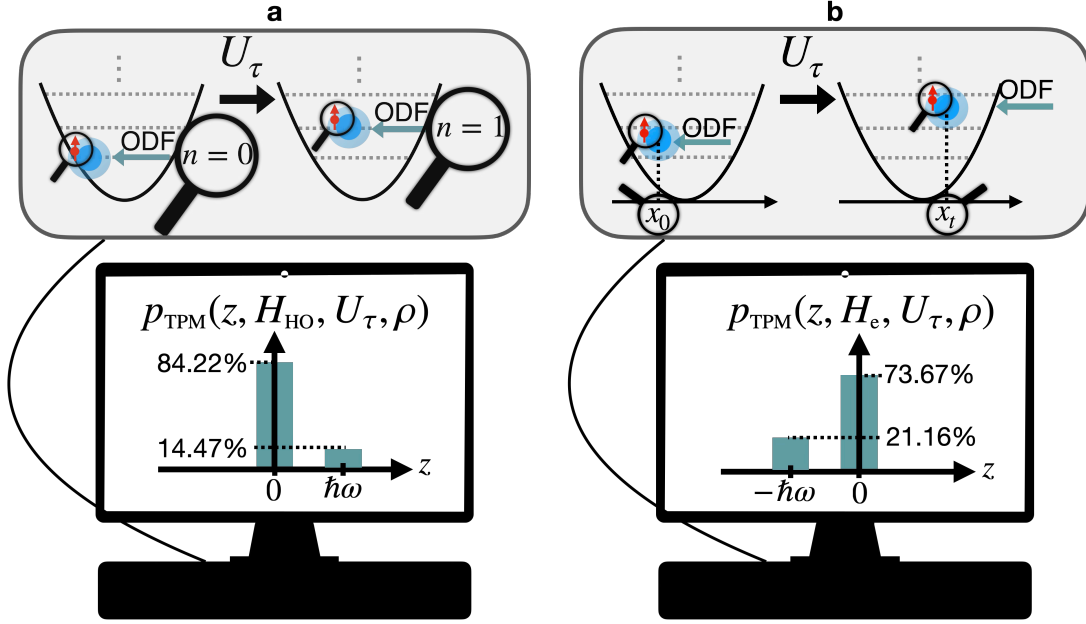 a
U_τ
ODF
n = 0
ODF
n = 1
p_TPM(z, H_HO, U_τ, ρ)
84.22%
14.47%
0
ħω
z
b
U_τ
ODF
ODF
x_0
x_t
p_TPM(z, H_e, U_τ, ρ)
73.67%
21.16%
−ħω
0
z